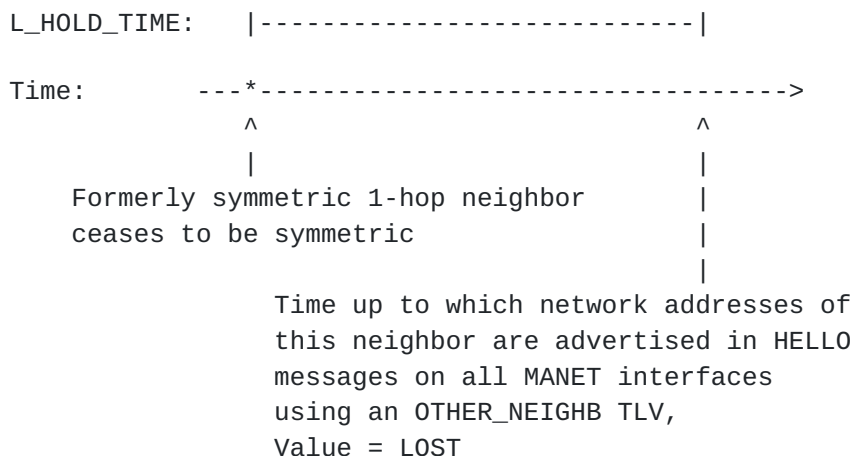 L_HOLD_TIME:   |----------------------------|
Time:       ---*---------------------------------->
^                            ^
|                            |
Formerly symmetric 1-hop neighbor       |
ceases to be symmetric                  |
|
Time up to which network addresses of
this neighbor are advertised in HELLO
messages on all MANET interfaces
using an OTHER_NEIGHB TLV,
Value = LOST